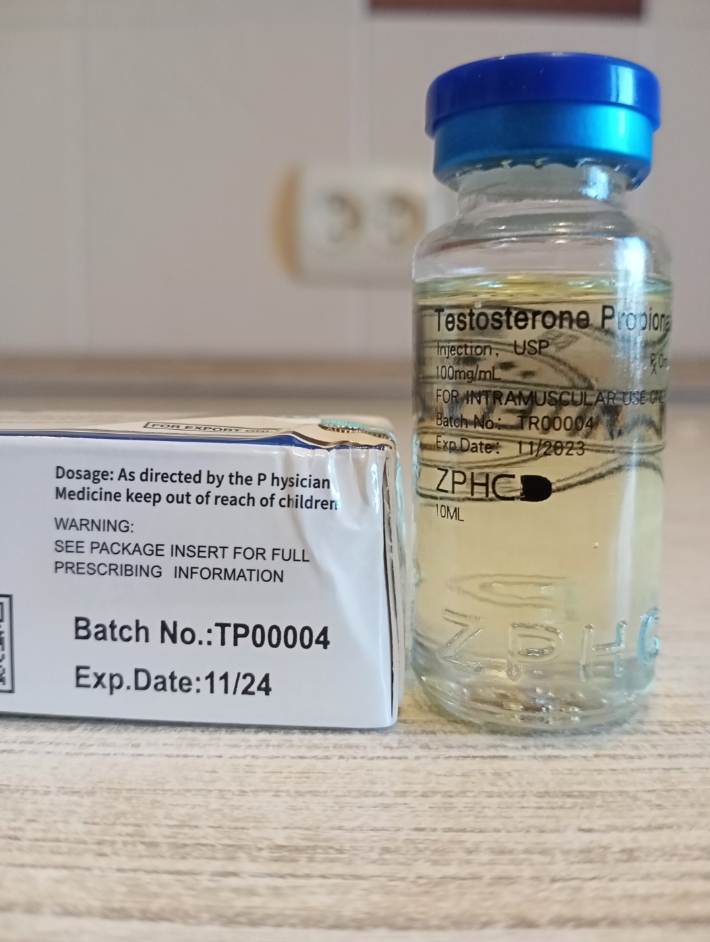 FOR EXPORT ONLY
Dosage: As directed by the P hysician
Medicine keep out of reach of children
WARNING:
SEE PACKAGE INSERT FOR FULL
PRESCRIBING INFORMATION
Batch No.:TP00004
Exp.Date:11/24
Testosterone Propiona
Injection, USP
100mg/mL
FOR INTRAMUSCULAR USE
Batch No: TR00004
Exp.Date: 11/2023
ZPHC
10ML
ZPHC